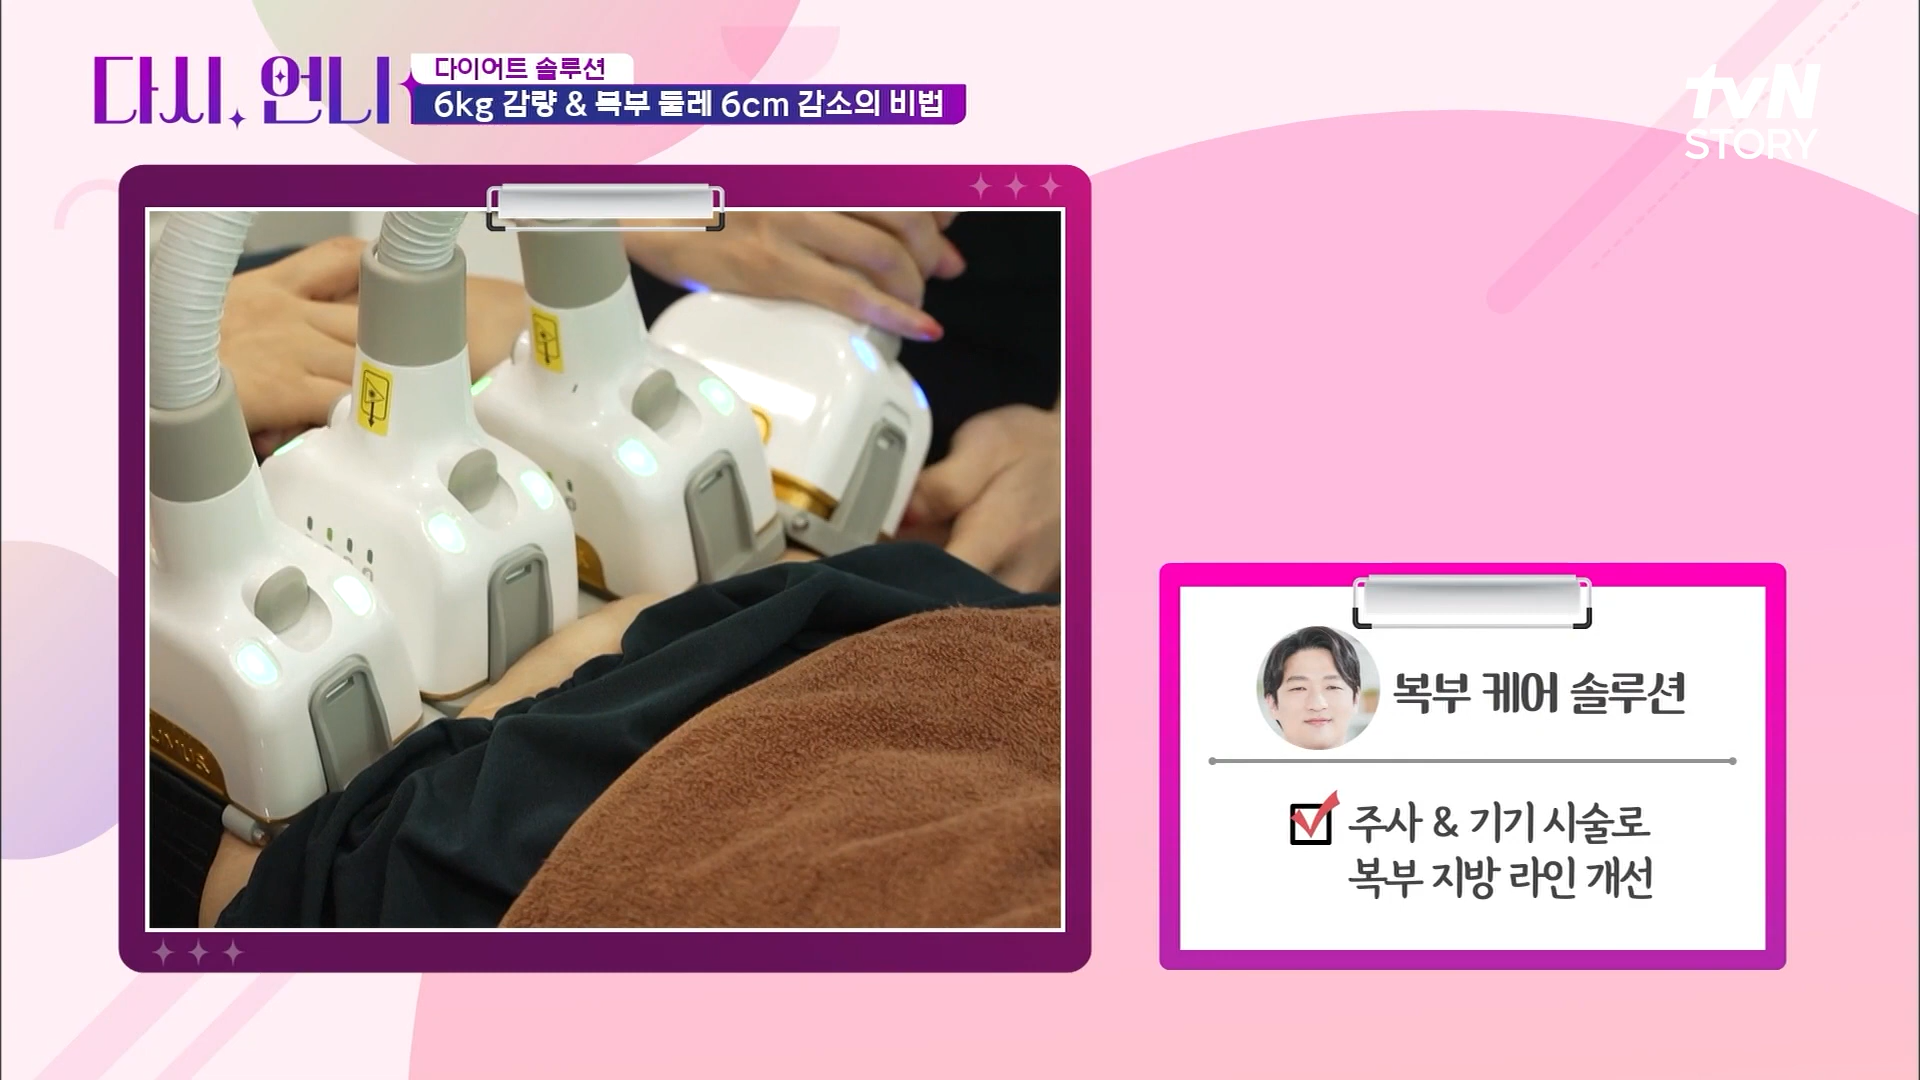 다시, 언니
다이어트 솔루션
6kg 감량 & 복부 둘레 6cm 감소의 비법
tvN
STORY
복부 케어 솔루션
주사 & 기기 시술로
복부 지방 라인 개선